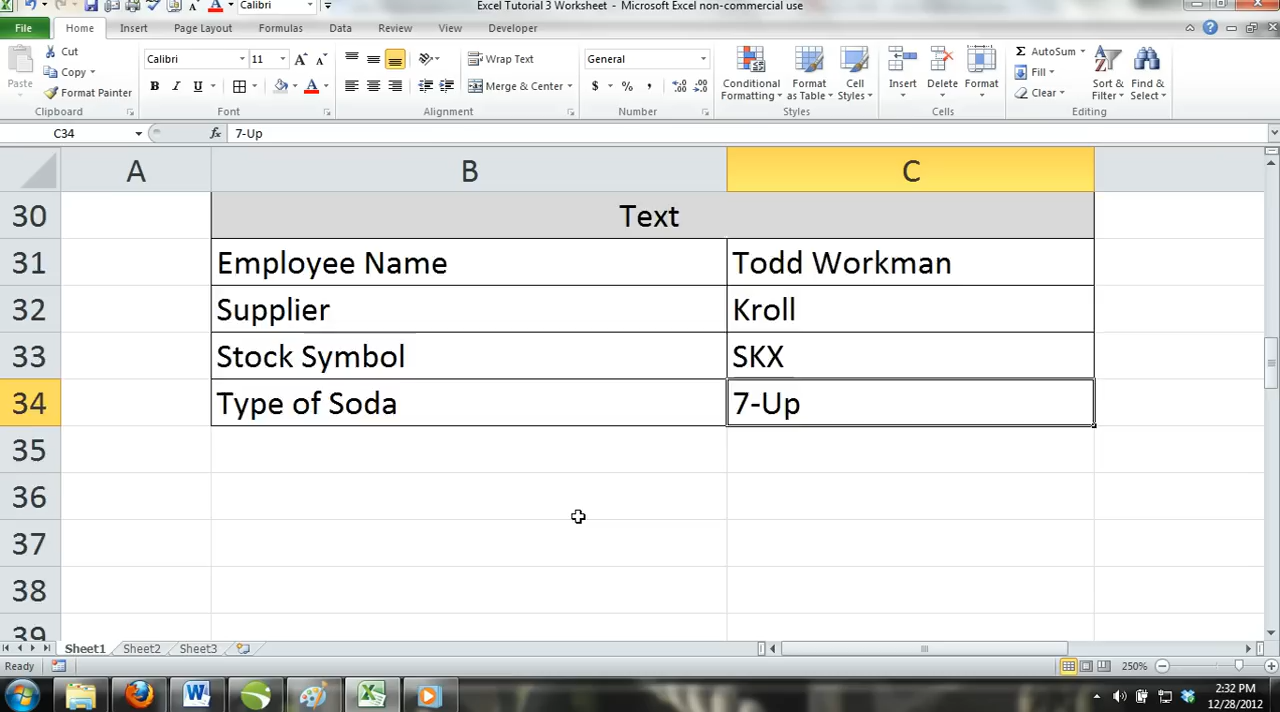 Calibri
Excel Tutorial 3 Worksheet - Microsoft Excel non-commercial use
File Home Insert Page Layout Formulas Data Review View Developer
Paste
Cut
Copy
Format Painter
Clipboard
Calibri 11
B I U
Font
Wrap Text
Merge & Center
Alignment
General
$ % ,
Number
Conditional Formatting
Format as Table
Cell Styles
Styles
Insert Delete Format
Cells
Σ AutoSum
Fill
Clear
Sort & Filter
Find & Select
Editing
C34 fx 7-Up
A B C
30 Text
31 Employee Name Todd Workman
32 Supplier Kroll
33 Stock Symbol SKX
34 Type of Soda 7-Up
35
36
37
38
39
Sheet1 Sheet2 Sheet3
Ready 250%
2:32 PM
12/28/2012